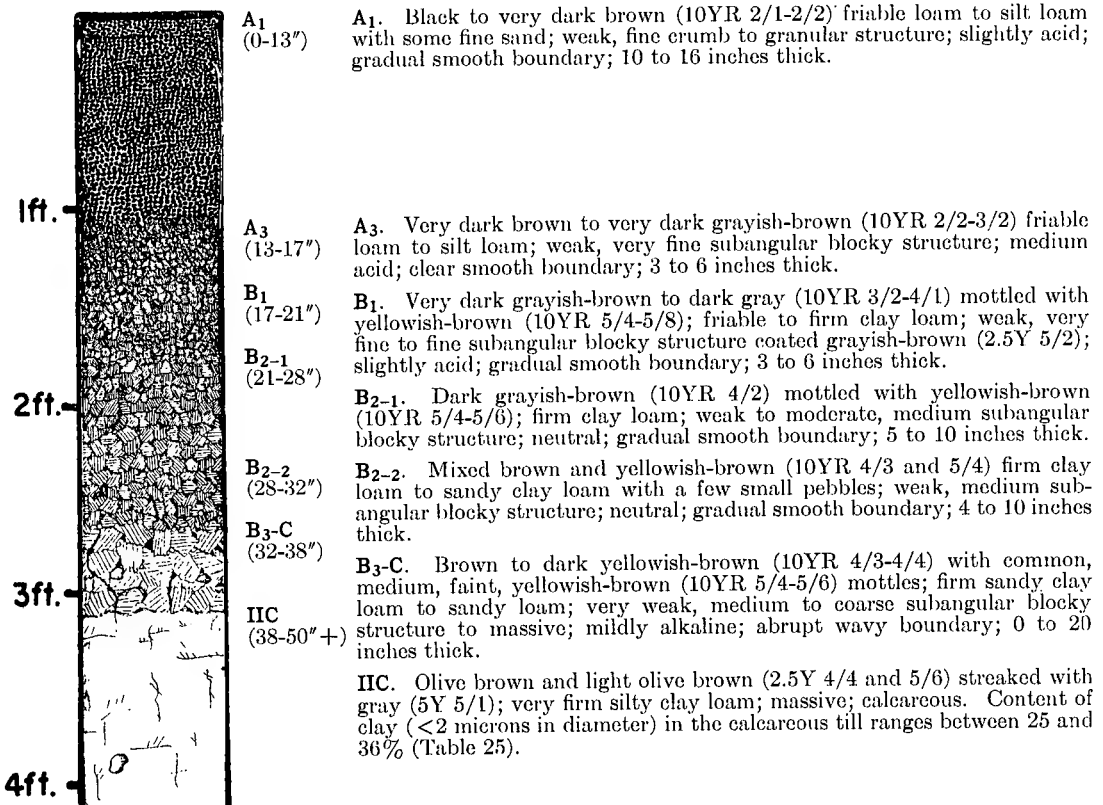 1ft.
2ft.
3ft.
4ft.
A1
(0-13″)
A3
(13-17″)
B1
(17-21″)
B2-1
(21-28″)
B2-2
(28-32″)
B3-C
(32-38″)
IIC
(38-50″+)
A1. Black to very dark brown (10YR 2/1-2/2) friable loam to silt loam
with some fine sand; weak, fine crumb to granular structure; slightly acid;
gradual smooth boundary; 10 to 16 inches thick.
A3. Very dark brown to very dark grayish-brown (10YR 2/2-3/2) friable
loam to silt loam; weak, very fine subangular blocky structure; medium
acid; clear smooth boundary; 3 to 6 inches thick.
B1. Very dark grayish-brown to dark gray (10YR 3/2-4/1) mottled with
yellowish-brown (10YR 5/4-5/8); friable to firm clay loam; weak, very
fine to fine subangular blocky structure coated grayish-brown (2.5Y 5/2);
slightly acid; gradual smooth boundary; 3 to 6 inches thick.
B2-1. Dark grayish-brown (10YR 4/2) mottled with yellowish-brown
(10YR 5/4-5/6); firm clay loam; weak to moderate, medium subangular
blocky structure; neutral; gradual smooth boundary; 5 to 10 inches thick.
B2-2. Mixed brown and yellowish-brown (10YR 4/3 and 5/4) firm clay
loam to sandy clay loam with a few small pebbles; weak, medium sub-
angular blocky structure; neutral; gradual smooth boundary; 4 to 10 inches
thick.
B3-C. Brown to dark yellowish-brown (10YR 4/3-4/4) with common,
medium, faint, yellowish-brown (10YR 5/4-5/6) mottles; firm sandy clay
loam to sandy loam; very weak, medium to coarse subangular blocky
structure to massive; mildly alkaline; abrupt wavy boundary; 0 to 20
inches thick.
IIC. Olive brown and light olive brown (2.5Y 4/4 and 5/6) streaked with
gray (5Y 5/1); very firm silty clay loam; massive; calcareous. Content of
clay (<2 microns in diameter) in the calcareous till ranges between 25 and
36% (Table 25).